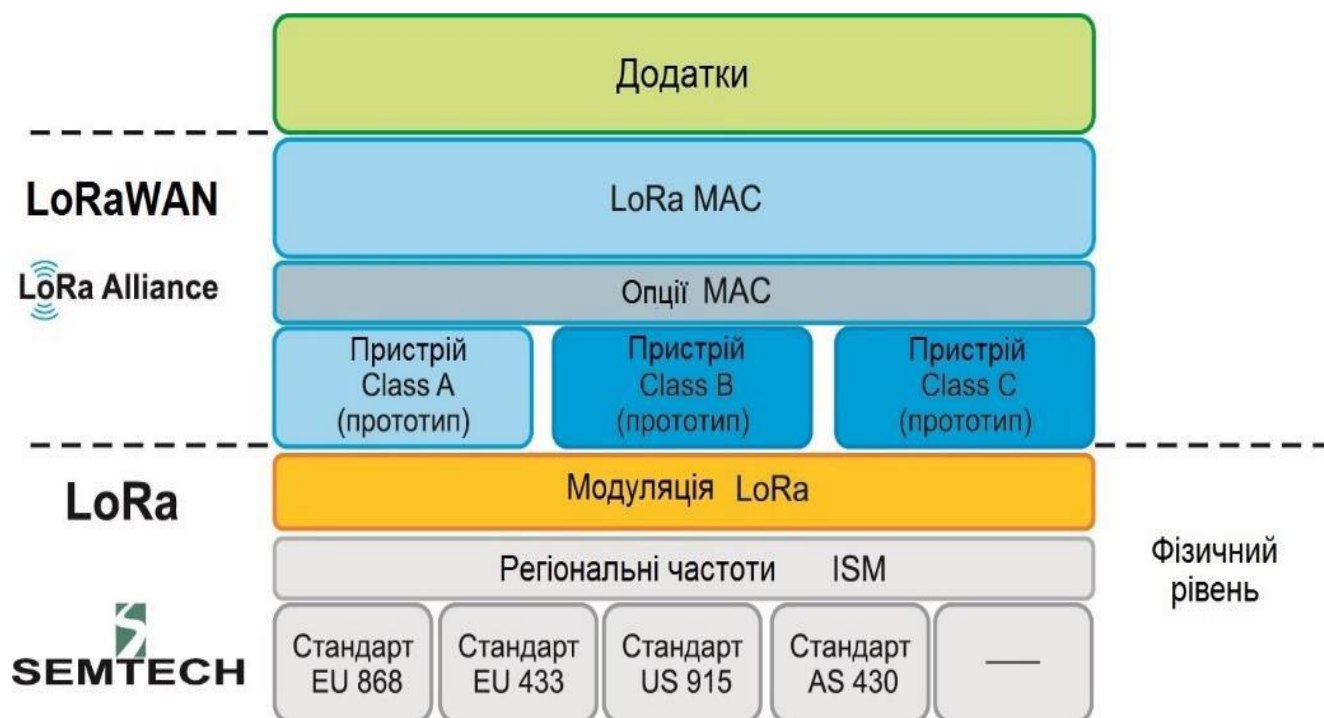 Додатки
LoRaWAN
LoRa MAC
LoRa Alliance
Опції MAC
Пристрій
Class A
(прототип)
Пристрій
Class B
(прототип)
Пристрій
Class C
(прототип)
LoRa
Модуляція LoRa
Регіональні частоти ISM
Фізичний
рівень
SEMTECH
Стандарт
EU 868
Стандарт
EU 433
Стандарт
US 915
Стандарт
AS 430